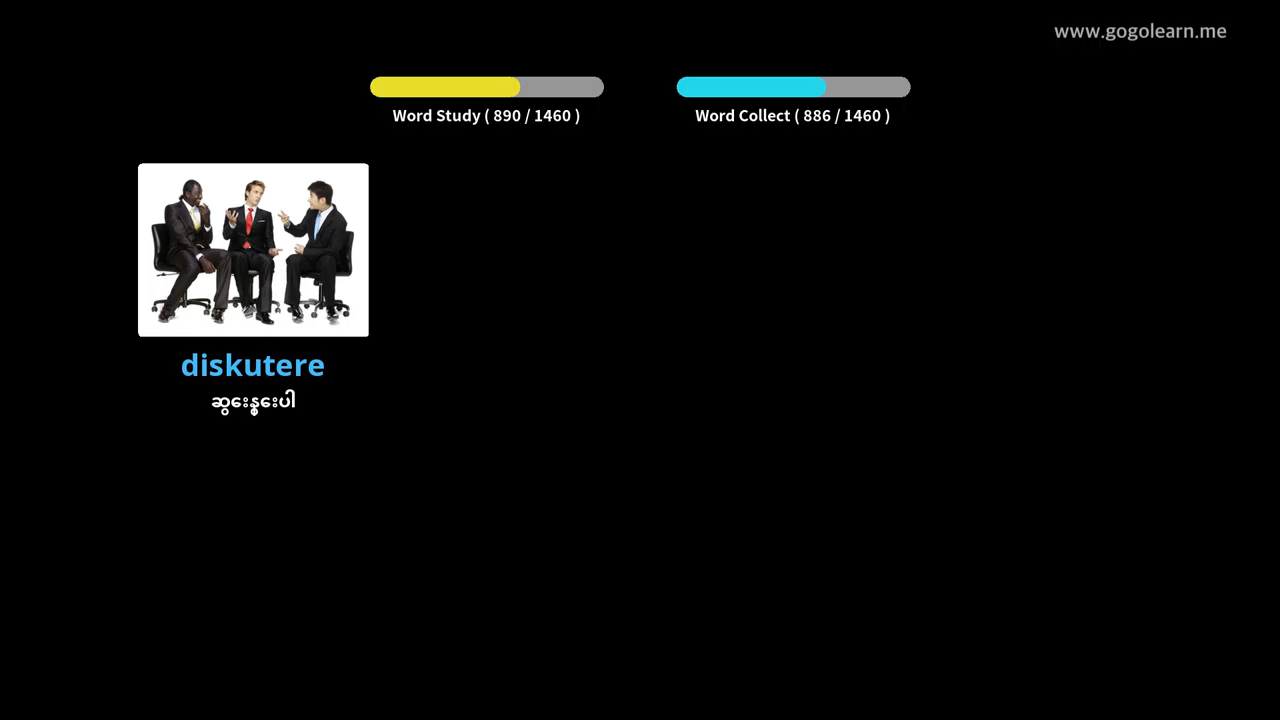 www.gogolearn.me
Word Study ( 890 / 1460 )
Word Collect ( 886 / 1460 )
diskutere
ဆွေးနွေးပါ